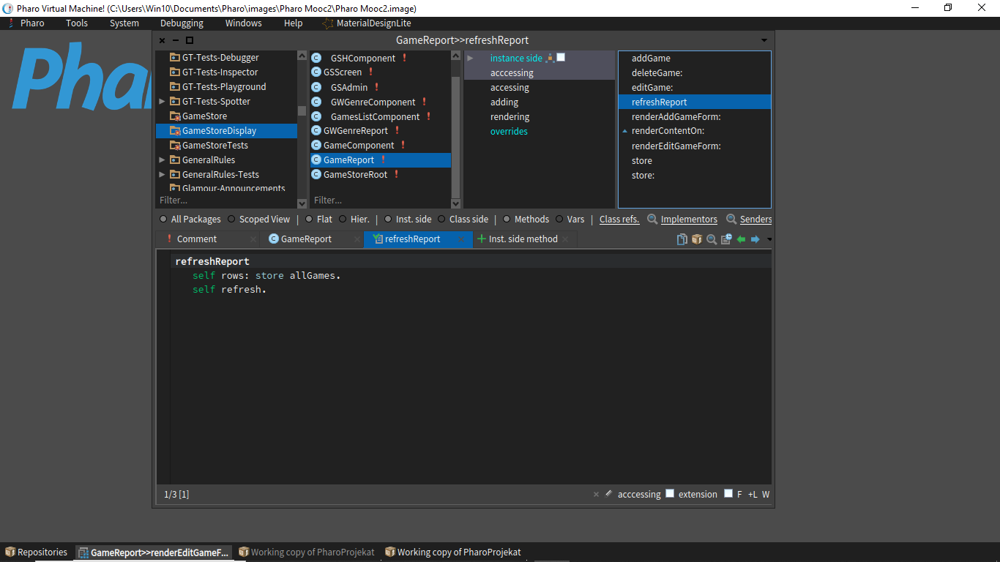 Pharo Virtual Machine! (C:\Users\Win10\Documents\Pharo\images\Pharo Mooc2\Pharo Mooc2.image)
Pharo Tools System Debugging Windows Help MaterialDesignLite
GameReport>>refreshReport
GT-Tests-Debugger
GT-Tests-Inspector
GT-Tests-Playground
GT-Tests-Spotter
GameStore
GameStoreDisplay
GameStoreTests
GeneralRules
GeneralRules-Tests
Glamour-Announcements
Filter...
GSHComponent
GSScreen
GSAdmin
GWGenreComponent
GamesListComponent
GWGenreReport
GameComponent
GameReport
GameStoreRoot
Filter...
instance side
acccessing
accessing
adding
rendering
overrides
addGame
deleteGame:
editGame:
refreshReport
renderAddGameForm:
renderContentOn:
renderEditGameForm:
store
store:
All Packages Scoped View | Flat Hier. | Inst. side Class side | Methods Vars Class refs. Implementors Senders
Comment GameReport refreshReport Inst. side method
refreshReport
self rows: store allGames.
self refresh.
1/3 [1] acccessing extension F +L W
Repositories GameReport>>renderEditGameF... Working copy of PharoProjekat Working copy of PharoProjekat